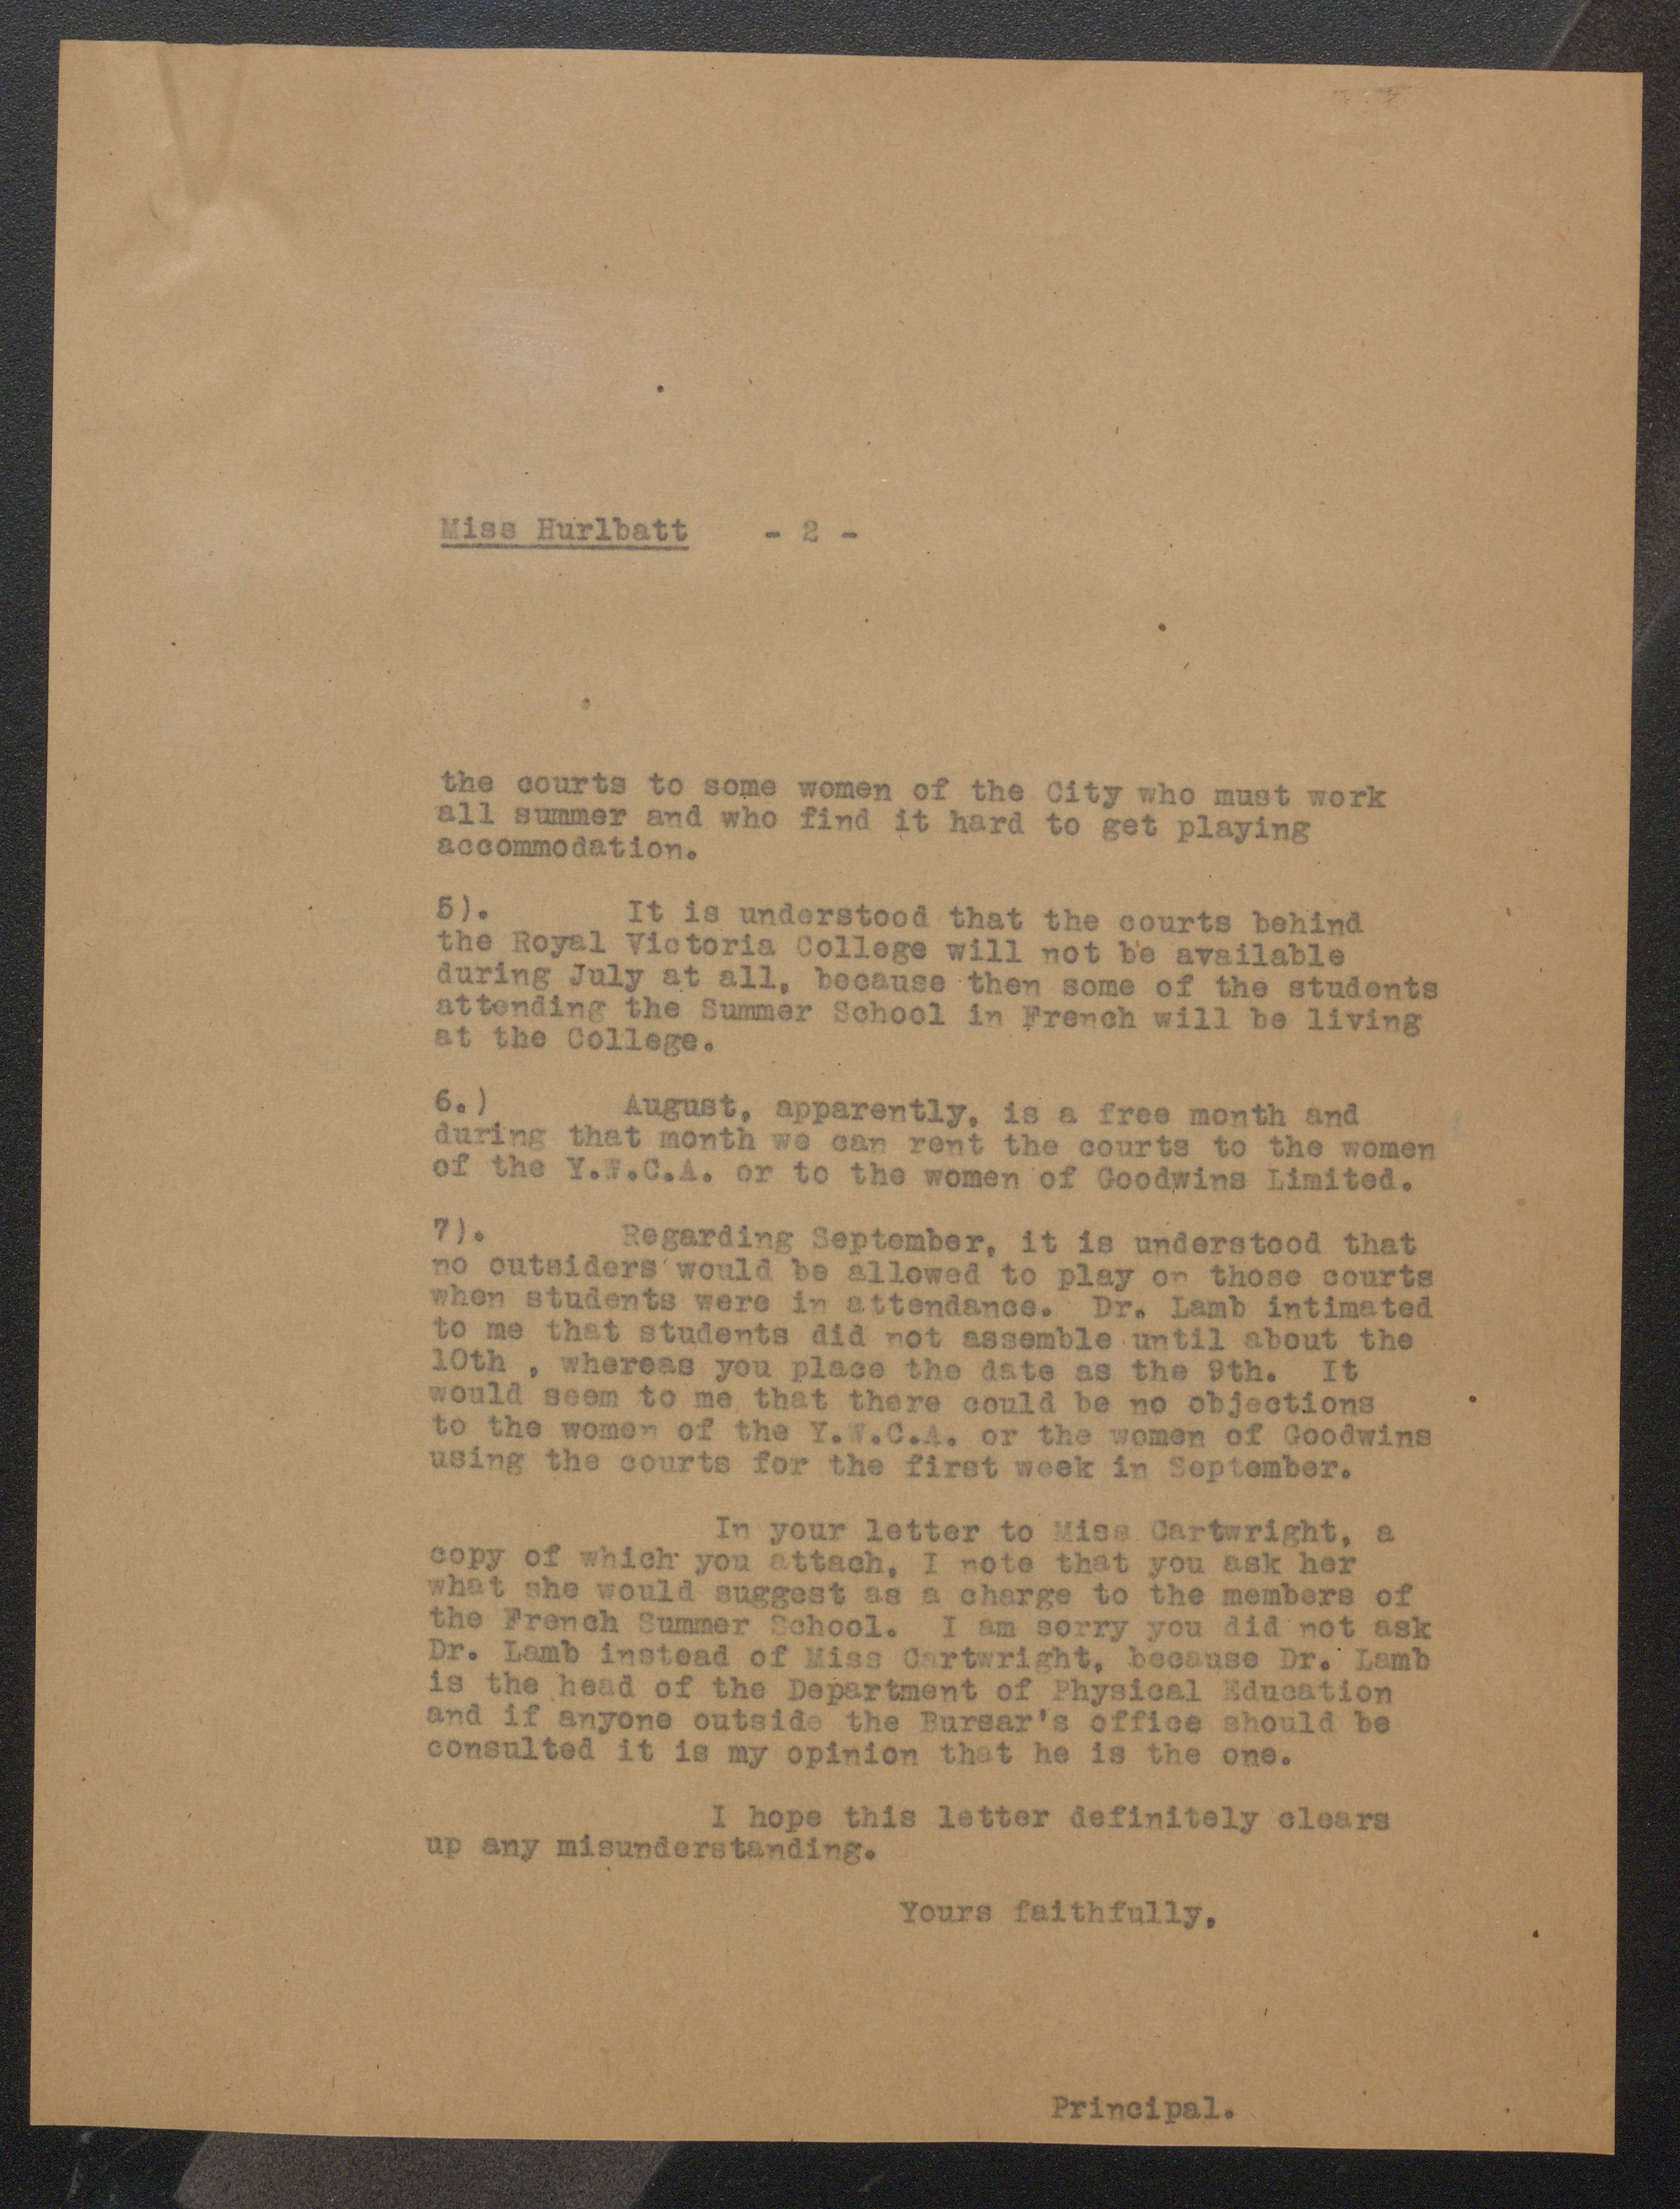 Miss Hurlbatt - 2 -
the courts to some women of the City who must work
all summer and who find it hard to get playing
accommodation.
5). It is understood that the courts behind
the Royal Victoria College will not be available
during July at all, because then some of the students
attending the Summer School in French will be living
at the College.
6.) August, apparently, is a free month and
during that month we can rent the courts to the women
of the Y.W.C.A. or to the women of Goodwins Limited.
7). Regarding September, it is understood that
no outsiders would be allowed to play on those courts
when students were in attendance. Dr. Lamb intimated
to me that students did not assemble until about the
10th , whereas you place the date as the 9th. It
would seem to me that there could be no objections
to the women of the Y.W.C.A. or the women of Goodwins
using the courts for the first week in September.
In your letter to Miss Cartwright, a
copy of which you attach, I note that you ask her
what she would suggest as a charge to the members of
the French Summer School. I am sorry you did not ask
Dr. Lamb instead of Miss Cartwright, because Dr. Lamb
is the head of the Department of Physical Education
and if anyone outside the Bursar's office should be
consulted it is my opinion that he is the one.
I hope this letter definitely clears
up any misunderstanding.
Yours faithfully,
Principal.